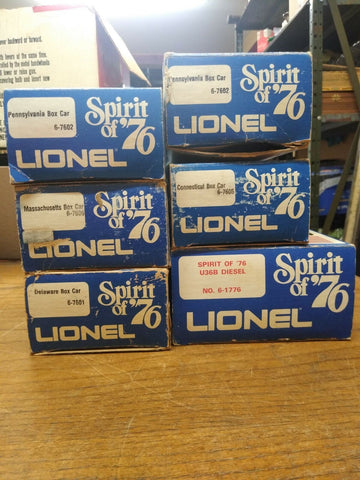 Pennsylvania Box Car
6-7602
Spirit
of '76
LIONEL
Pennsylvania Box Car
6-7602
Spirit
of '76
LIONEL
Massachusetts Box Car
Spirit
of '76
LIONEL
Connecticut Box Car
6-7605
Spirit
of '76
LIONEL
Delaware Box Car
6-7601
Spirit
of '76
LIONEL
SPIRIT OF '76
U36B DIESEL
NO. 6-1776
Spirit
of '76
LIONEL